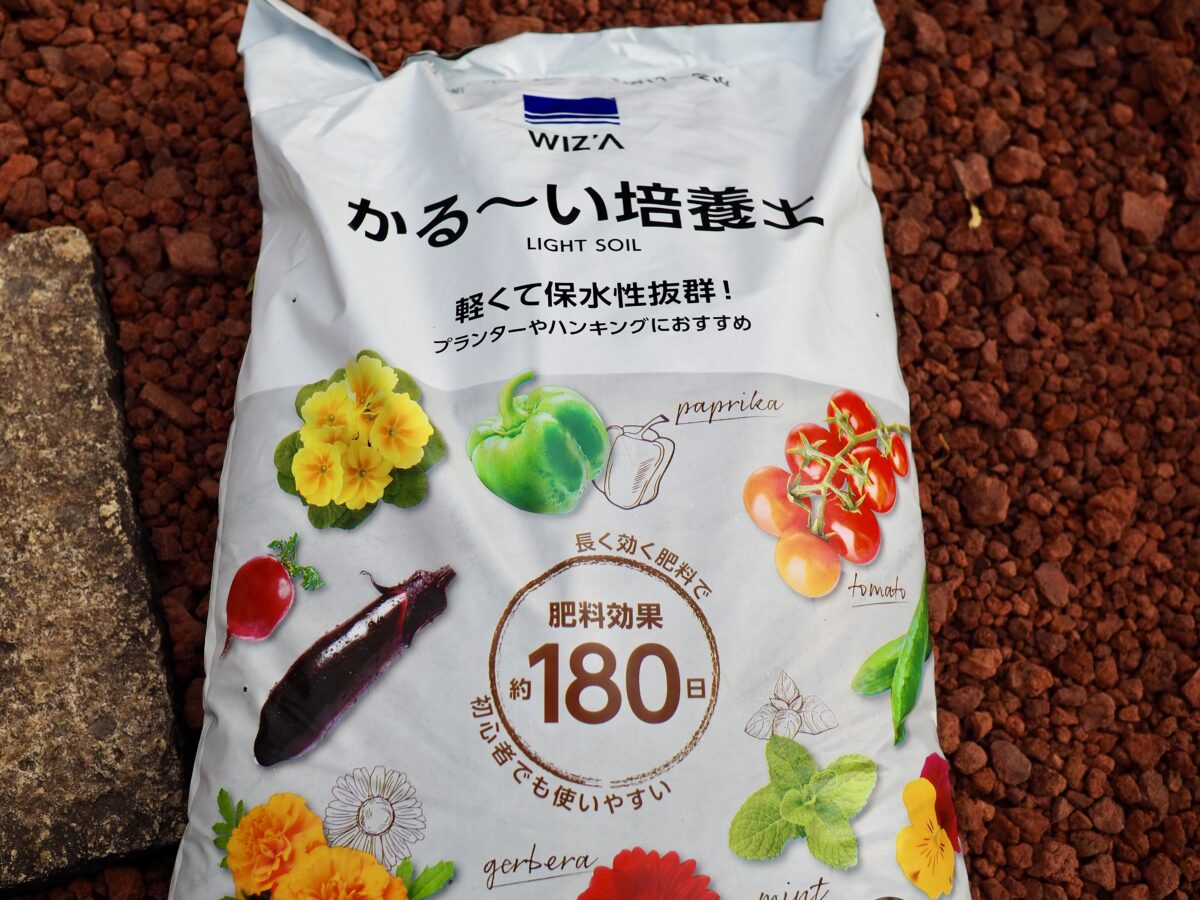 WIZ'A
かる〜い培養土
LIGHT SOIL
軽くて保水性抜群!
プランターやハンキングにおすすめ
paprika
tomato
長く効く肥料で
肥料効果
約180日
初心者でも使いやすい
gerbera
mint